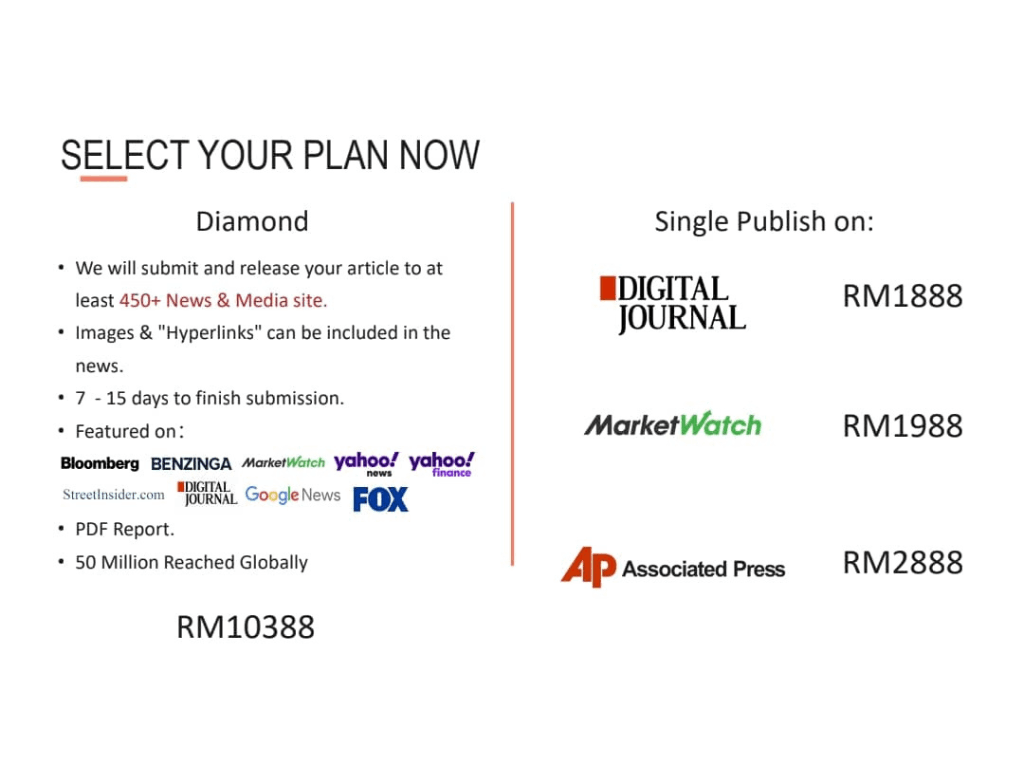 SELECT YOUR PLAN NOW
Diamond
• We will submit and release your article to at
least 450+ News & Media site.
• Images & "Hyperlinks" can be included in the
news.
• 7 - 15 days to finish submission.
• Featured on：
Bloomberg BENZINGA MarketWatch yahoo! news yahoo! finance
StreetInsider.com DIGITAL JOURNAL Google News FOX
• PDF Report.
• 50 Million Reached Globally
RM10388
Single Publish on:
DIGITAL
JOURNAL
RM1888
MarketWatch RM1988
AP Associated Press RM2888